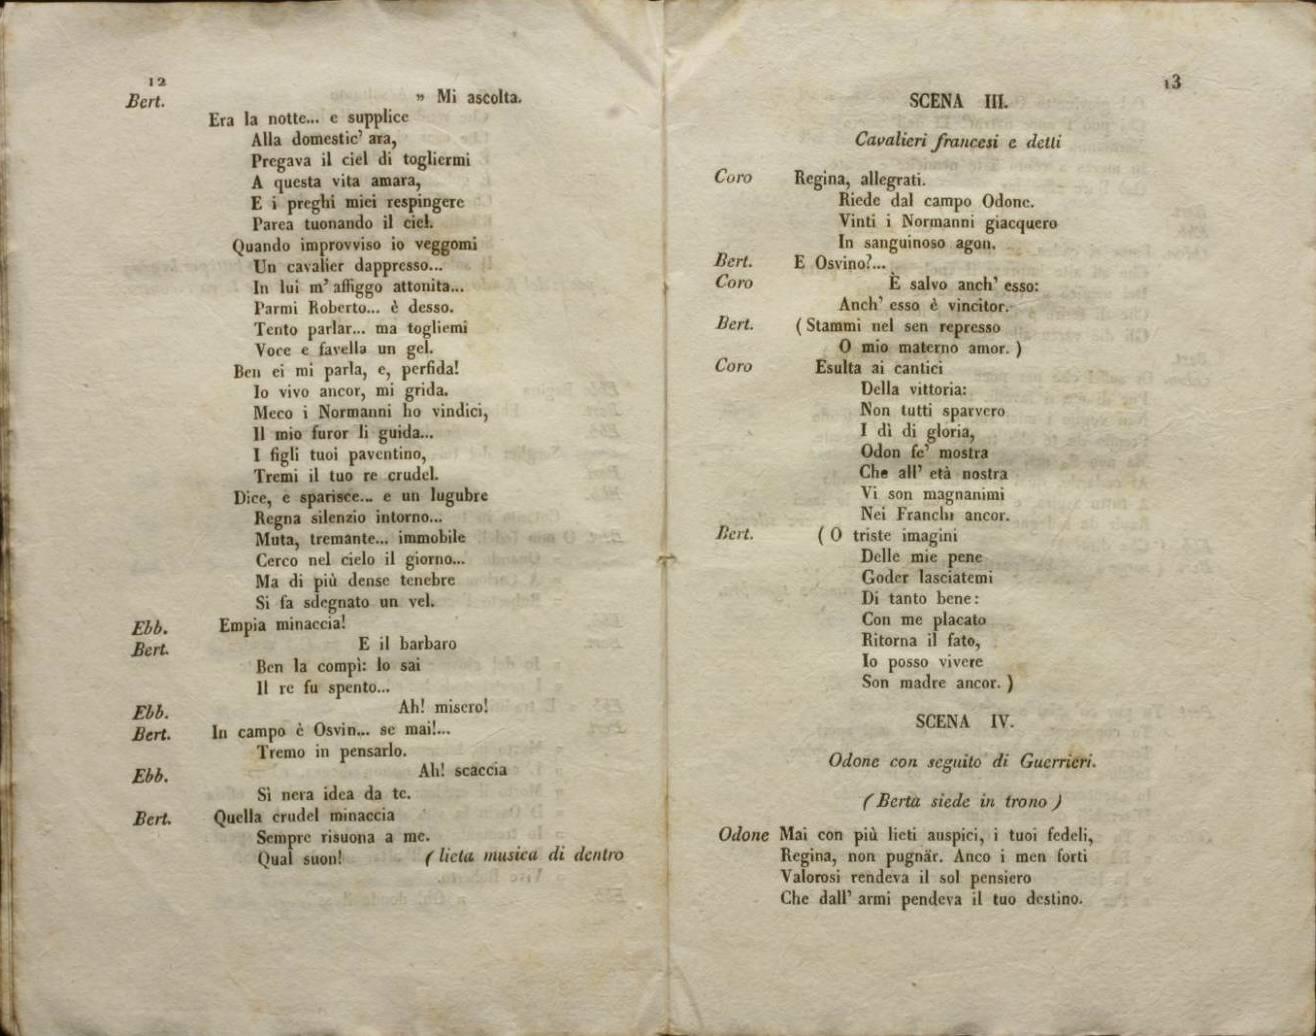 12
Bert. „ Mi ascolta.
Era la notte... e supplice
Alla domestic' ara,
Pregava il ciel di togliermi
A questa vita amara,
E i preghi miei respingere
Parea tuonando il ciel.
Quando improvviso io veggomi
Un cavalier dappresso...
In lui m' affiggo attonita...
Parmi Roberto... è desso.
Tento parlar... ma togliemi
Voce e favella un gel.
Ben ei mi parla, e, perfida!
Io vivo ancor, mi grida.
Meco i Normanni ho vindici,
Il mio furor li guida...
I figli tuoi paventino,
Tremi il tuo re crudel.
Dice, e sparisce... e un lugubre
Regna silenzio intorno...
Muta, tremante... immobile
Cerco nel cielo il giorno...
Ma di più dense tenebre
Si fa sdegnato un vel.
Ebb. Empia minaccia!
Bert. E il barbaro
Ben la compì: lo sai
Il re fu spento...
Ebb. Ah! misero!
Bert. In campo è Osvin... se mai!...
Tremo in pensarlo.
Ebb. Ah! scaccia
Sì nera idea da te.
Bert. Quella crudel minaccia
Sempre risuona a me.
Qual suon! (lieta musica di dentro
13
SCENA III.
Cavalieri francesi e detti
Coro Regina, allegrati.
Riede dal campo Odone.
Vinti i Normanni giacquero
In sanguinoso agon.
Bert. E Osvino?...
Coro È salvo anch' esso:
Anch' esso è vincitor.
Bert. (Stammi nel sen represso
O mio materno amor.)
Coro Esulta ai cantici
Della vittoria:
Non tutti sparvero
I dì di gloria,
Odon fe' mostra
Che all' età nostra
Vi son magnanimi
Nei Franchi ancor.
Bert. (O triste imagini
Delle mie pene
Goder lasciatemi
Di tanto bene:
Con me placato
Ritorna il fato,
Io posso vivere
Son madre ancor.)
SCENA IV.
Odone con seguito di Guerrieri.
(Berta siede in trono)
Odone Mai con più lieti auspici, i tuoi fedeli,
Regina, non pugnàr. Anco i men forti
Valorosi rendeva il sol pensiero
Che dall' armi pendeva il tuo destino.